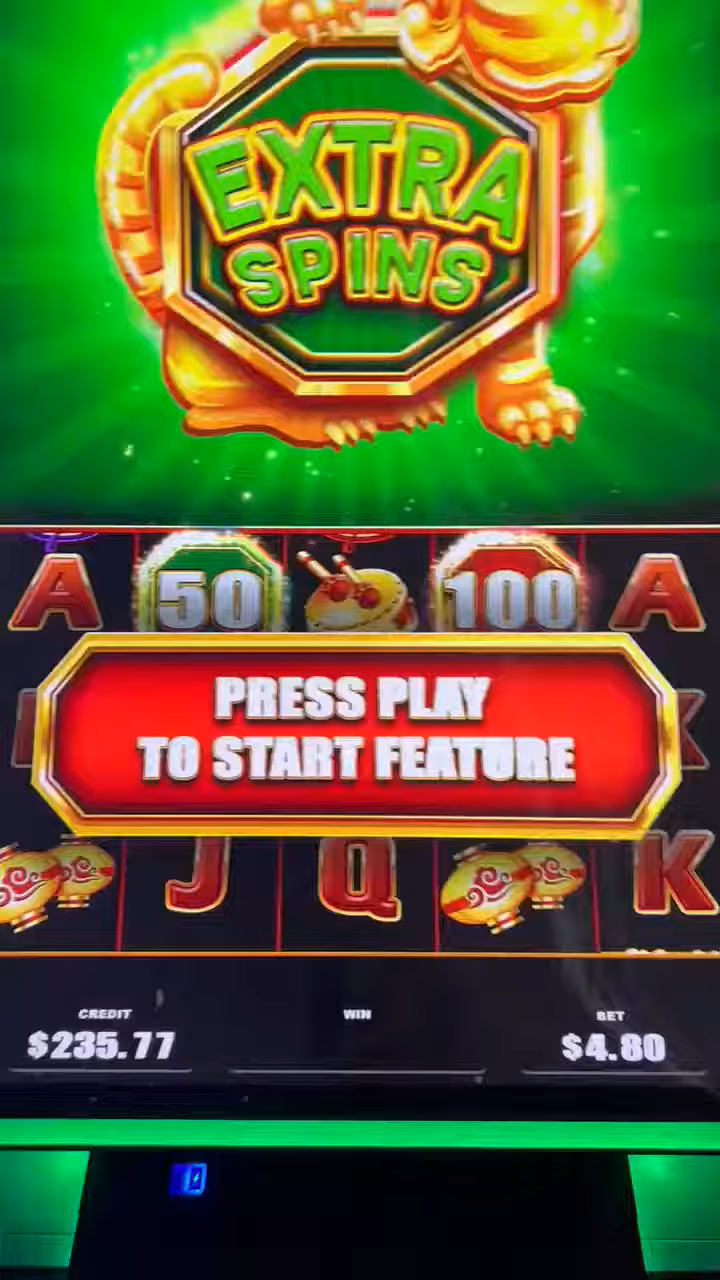 EXTRA
SPINS
A 50 100 A
PRESS PLAY
TO START FEATURE
J Q K
CREDIT WIN BET
$235.77 $4.80